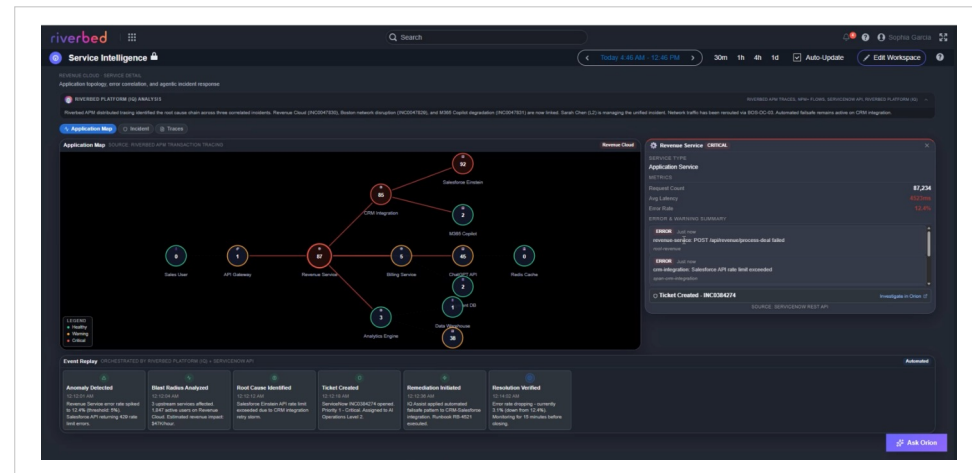 riverbed
Search
Sophia Garcia
Service Intelligence
Today 4:46 AM - 12:46 PM
30m 1h 4h 1d Auto-Update Edit Workspace
REVENUE CLOUD · SERVICE DETAIL
Application topology, error correlation, and agentic incident response
RIVERBED PLATFORM (IQ) ANALYSIS
RIVERBED APM TRACES, NPM+ FLOWS, SERVICENOW API, RIVERBED PLATFORM (IQ)
Riverbed APM distributed tracing identified the root cause chain across three correlated incidents. Revenue Cloud
Boston network disruption
and M365 Copilot degradation
are now linked. Sarah Chen (L2) is managing the unified incident. Network traffic has been rerouted via
Automated failsafe remains active on CRM integration.
Application Map Incident Traces
Application Map SOURCE: RIVERBED APM TRANSACTION TRACING Revenue Cloud
92
Salesforce Einstein
85
CRM Integration
2
M365 Copilot
0
Sales User
1
API Gateway
87
Revenue Service
5
Billing Service
45
ChatGPT API
0
Redis Cache
2
1
Data Warehouse
38
3
Analytics Engine
LEGEND
Healthy
Warning
Critical
Revenue Service CRITICAL
SERVICE TYPE
Application Service
METRICS
Request Count 87,234
Avg Latency
Error Rate 12.4%
ERROR & WARNING SUMMARY
ERROR Just now
revenue-service: POST /api/revenue/process-deal failed
ERROR Just now
crm-integration: Salesforce API rate limit exceeded
span-crm-integration
Ticket Created - INC0384274 Investigate in Orion
SOURCE: SERVICENOW REST API
Event Replay ORCHESTRATED BY RIVERBED PLATFORM (IQ) + SERVICENOW API Automated
Anomaly Detected
Revenue Service error rate spiked
to 12.4% (threshold: 5%).
Salesforce API returning 429 rate
limit errors.
Blast Radius Analyzed
3 upstream services affected.
1,847 active users on Revenue
Cloud. Estimated revenue impact
$47K/hour.
Root Cause Identified
Salesforce Einstein API rate limit
exceeded due to CRM integration
retry storm.
Ticket Created
ServiceNow INC0384274 opened.
Priority 1 - Critical. Assigned to AI
Operations Level 2.
Remediation Initiated
IQ Assist applied automated
failsafe pattern to CRM-Salesforce
integration. Runbook RB-4521
executed.
Resolution Verified
Error rate dropping - currently
3.1% (down from 12.4%).
Monitoring for 15 minutes before
closing.
Ask Orion